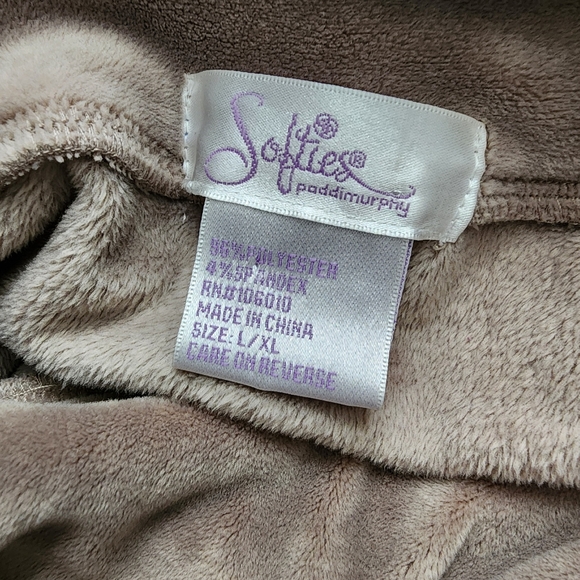 Softies®
paddimurphy
96% POLYESTER
4% SPANDEX
RN#106010
MADE IN CHINA
SIZE: L/XL
CARE ON REVERSE